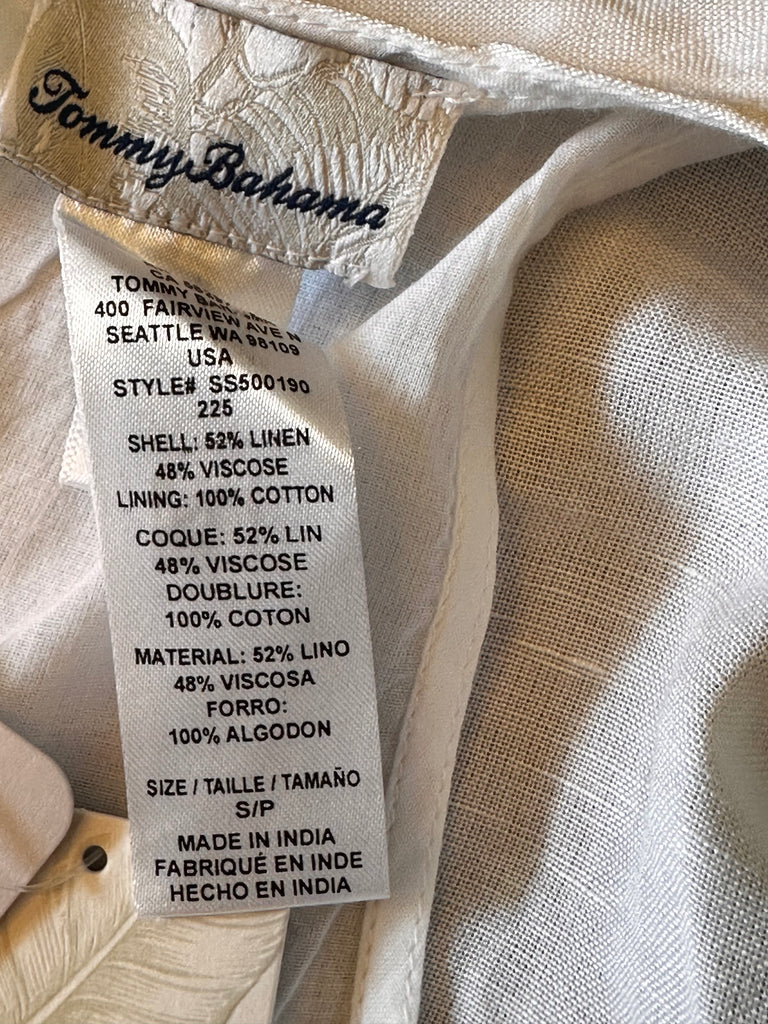 Tommy Bahama
CA
TOMMY
400 FAIRVIEW AVE N
SEATTLE WA 98109
USA
STYLE# SS500190
225
SHELL: 52% LINEN
48% VISCOSE
LINING: 100% COTTON
COQUE: 52% LIN
48% VISCOSE
DOUBLURE:
100% COTON
MATERIAL: 52% LINO
48% VISCOSA
FORRO:
100% ALGODON
SIZE / TAILLE / TAMAÑO
S/P
MADE IN INDIA
FABRIQUÉ EN INDE
HECHO EN INDIA